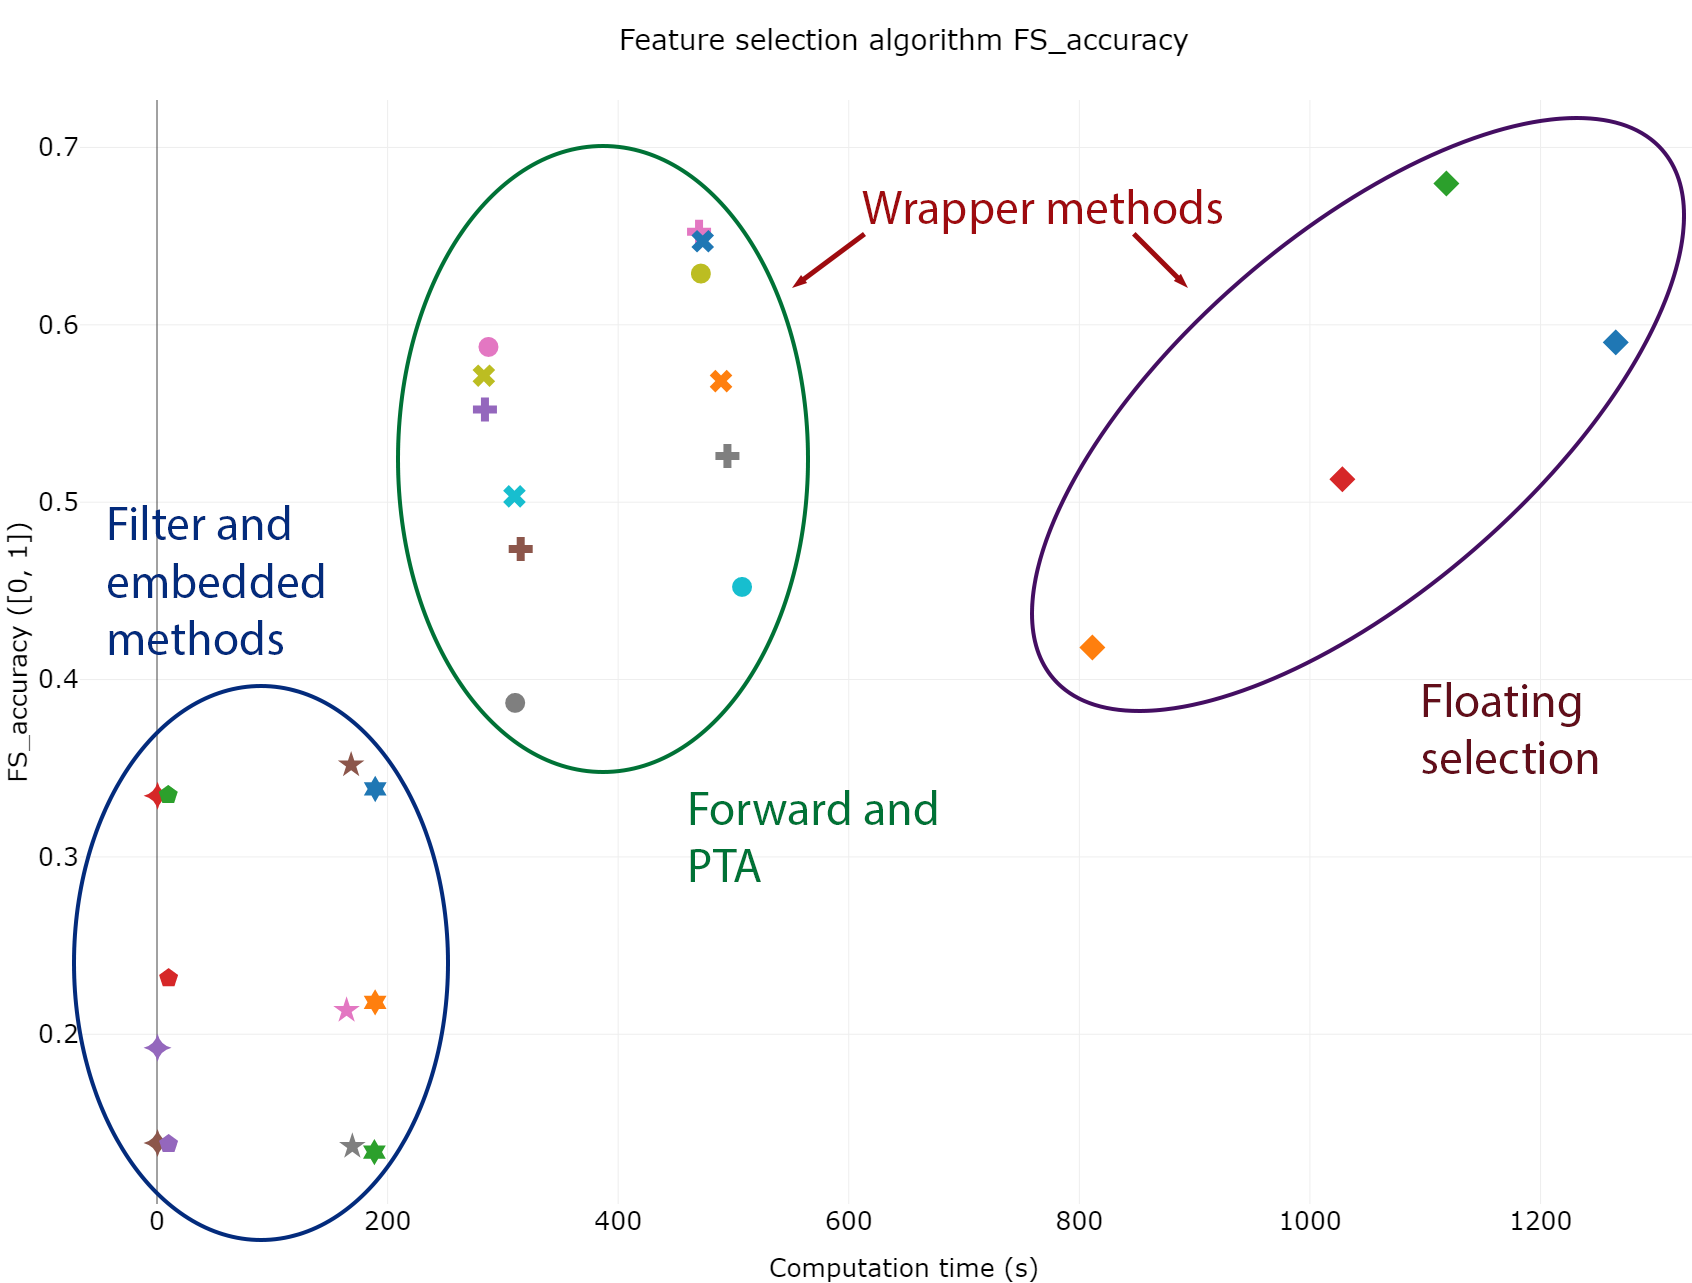 Feature selection algorithm FS_accuracy
FS_accuracy ([0, 1])
0.7
0.6
0.5
0.4
0.3
0.2
Wrapper methods
Filter and
embedded
methods
Floating
selection
Forward and
PTA
0
200
400
600
800
1000
1200
Computation time (s)